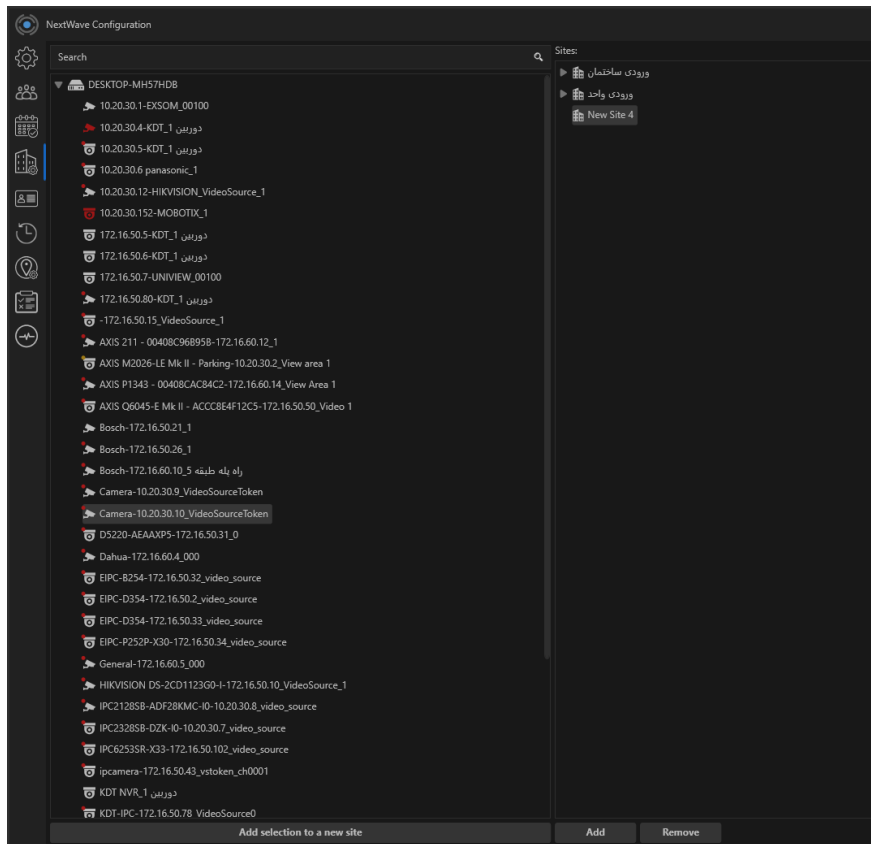 NextWave Configuration
Search
Sites:
DESKTOP-MH57HDB
10.20.30.1-EXSOM_00100
10.20.30.4-KDT_1 دوربین
10.20.30.5-KDT_1 دوربین
10.20.30.6 panasonic_1
10.20.30.12-HIKVISION_VideoSource_1
10.20.30.152-MOBOTIX_1
172.16.50.5-KDT_1 دوربین
172.16.50.6-KDT_1 دوربین
172.16.50.7-UNIVIEW_00100
172.16.50.80-KDT_1 دوربین
-172.16.50.15_VideoSource_1
AXIS 211 - 00408C96B95B-172.16.60.12_1
AXIS M2026-LE Mk II - Parking-10.20.30.2_View area 1
AXIS P1343 - 00408CAC84C2-172.16.60.14_View Area 1
AXIS Q6045-E Mk II - ACCC8E4F12C5-172.16.50.50_Video 1
Bosch-172.16.50.21_1
Bosch-172.16.50.26_1
Bosch-172.16.60.10_5 راه پله طبقه
Camera-10.20.30.9_VideoSourceToken
Camera-10.20.30.10_VideoSourceToken
D5220-AEAAXP5-172.16.50.31_0
Dahua-172.16.60.4_000
EIPC-B254-172.16.50.32_video_source
EIPC-D354-172.16.50.2_video_source
EIPC-D354-172.16.50.33_video_source
EIPC-P252P-X30-172.16.50.34_video_source
General-172.16.60.5_000
HIKVISION DS-2CD1123G0-I-172.16.50.10_VideoSource_1
IPC2128SB-ADF28KMC-I0-10.20.30.8_video_source
IPC2328SB-DZK-I0-10.20.30.7_video_source
IPC6253SR-X33-172.16.50.102_video_source
ipcamera-172.16.50.43_vstoken_ch0001
KDT NVR_1 دوربین
KDT-IPC-172.16.50.78_VideoSource0
Add selection to a new site
ورودی ساختمان
ورودی واحد
New Site 4
Add
Remove